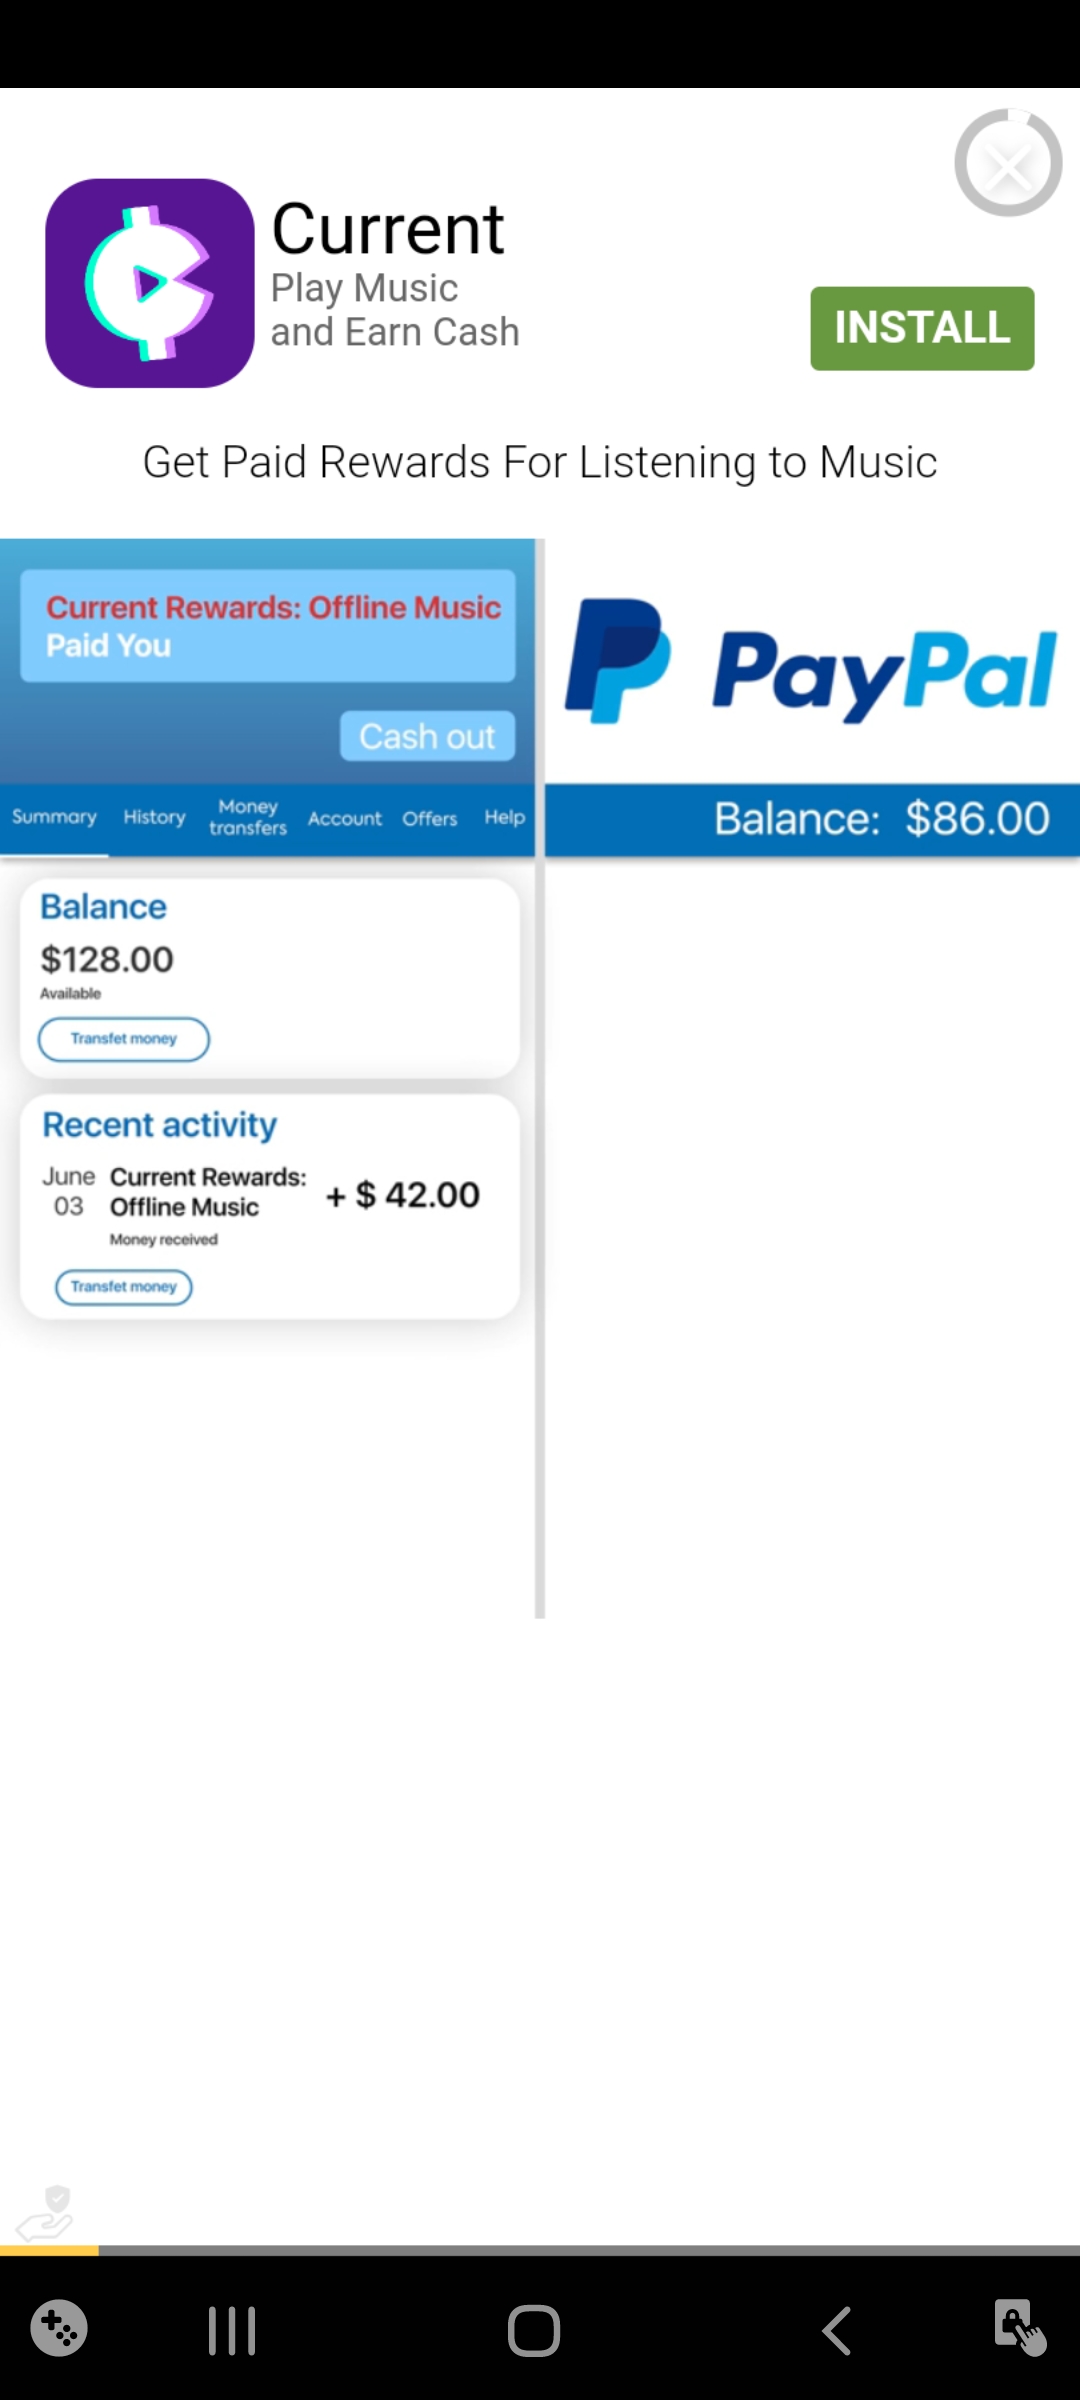 Current
Play Music
and Earn Cash
INSTALL
Get Paid Rewards For Listening to Music
Current Rewards: Offline Music
Paid You
Cash out
Summary
History
Money
transfers
Account
Offers
Help
PayPal
Balance: $86.00
Balance
$128.00
Available
Transfet money
Recent activity
June
03
Current Rewards:
Offline Music
+ $ 42.00
Money received
Transfet money